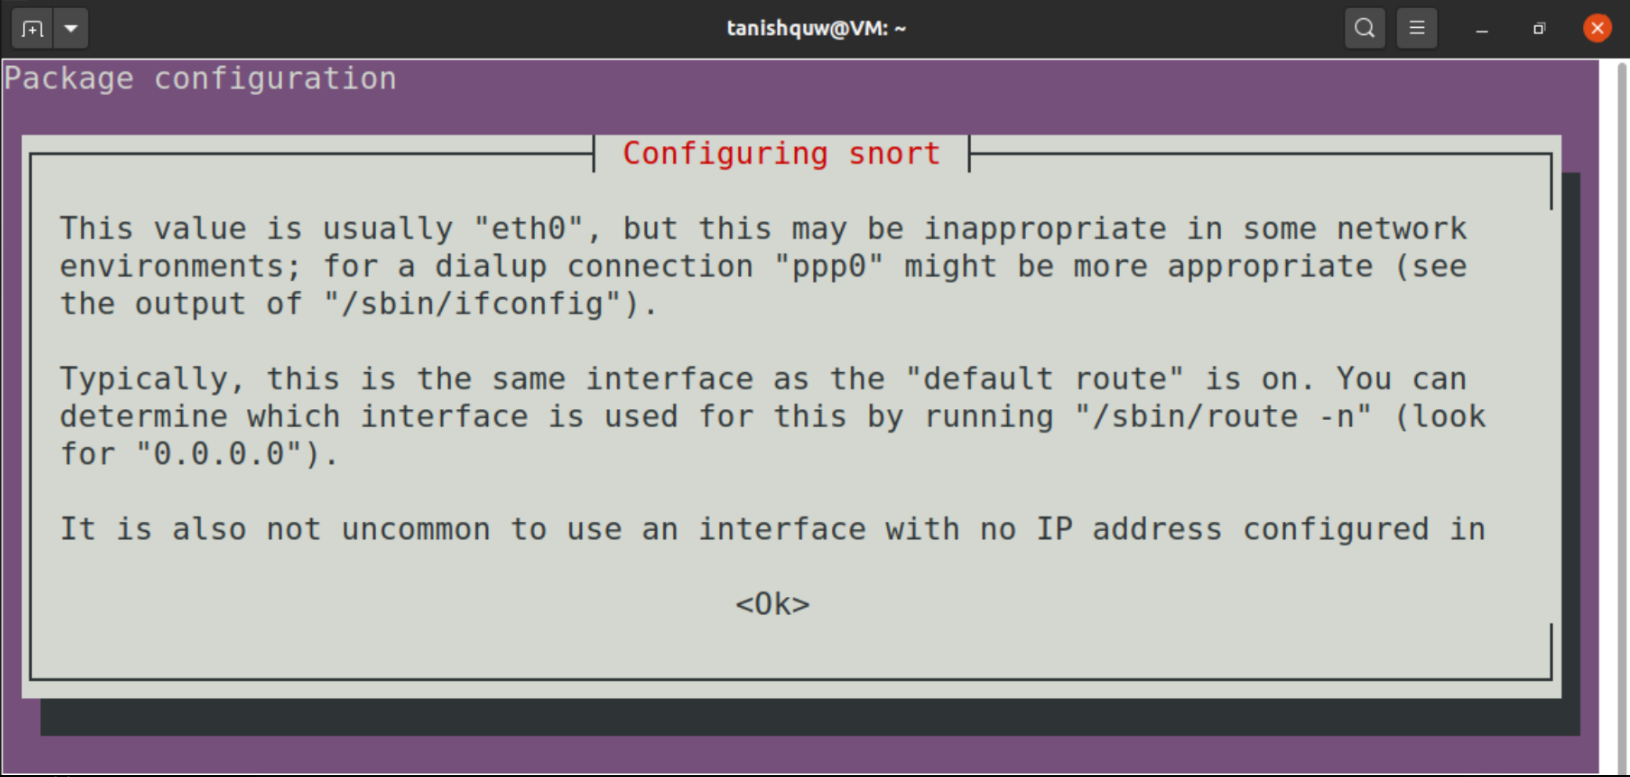 tanishquw@VM: ~
Package configuration
Configuring snort
This value is usually "eth0", but this may be inappropriate in some network
environments; for a dialup connection "ppp0" might be more appropriate (see
the output of "/sbin/ifconfig").
Typically, this is the same interface as the "default route" is on. You can
determine which interface is used for this by running "/sbin/route -n" (look
for "0.0.0.0").
It is also not uncommon to use an interface with no IP address configured in
<Ok>